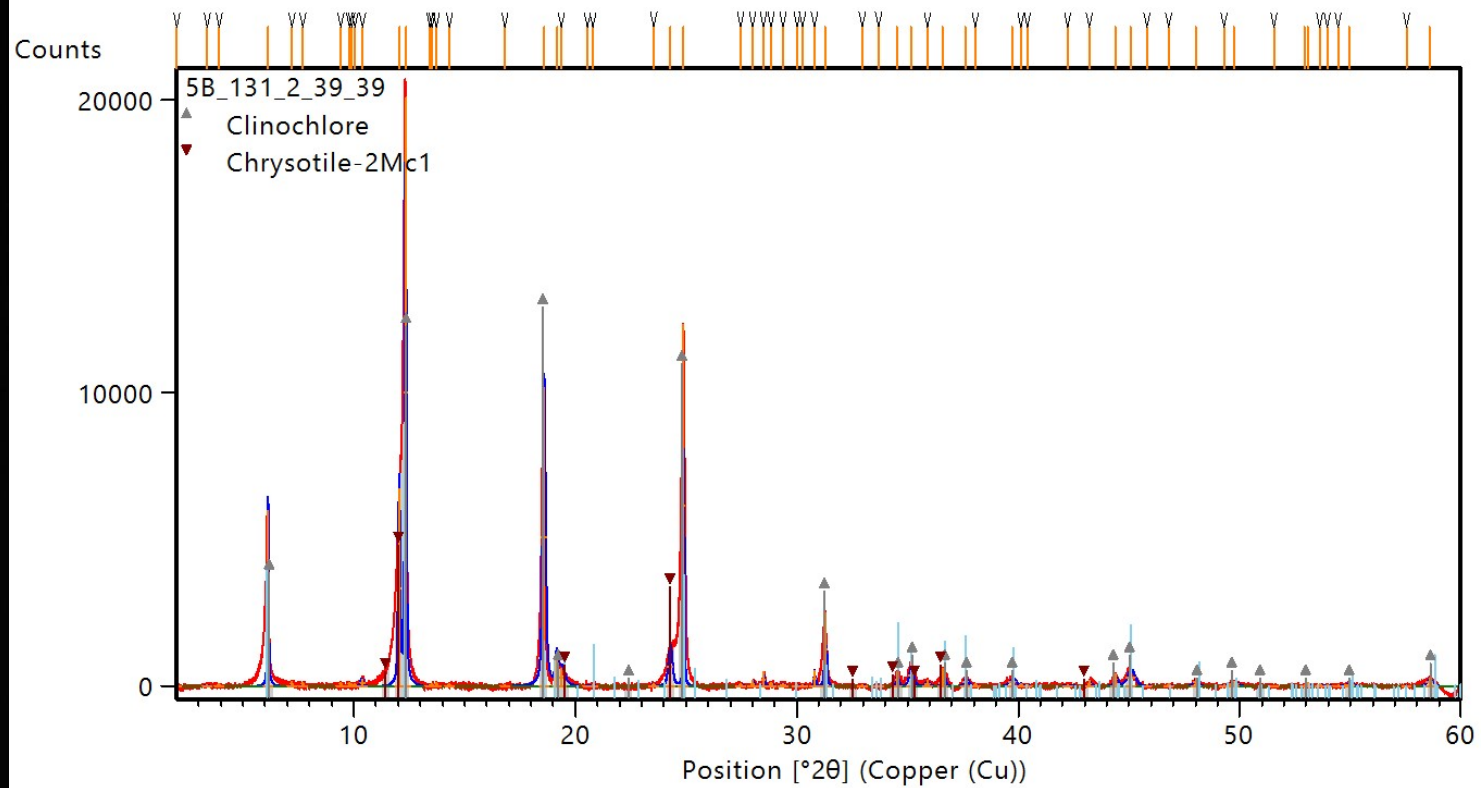 Counts
20000
5B_131_2_39_39
Clinochlore
Chrysotile-2Mc1
10000
0
10 20 30 40 50 60
Position [°2θ] (Copper (Cu))